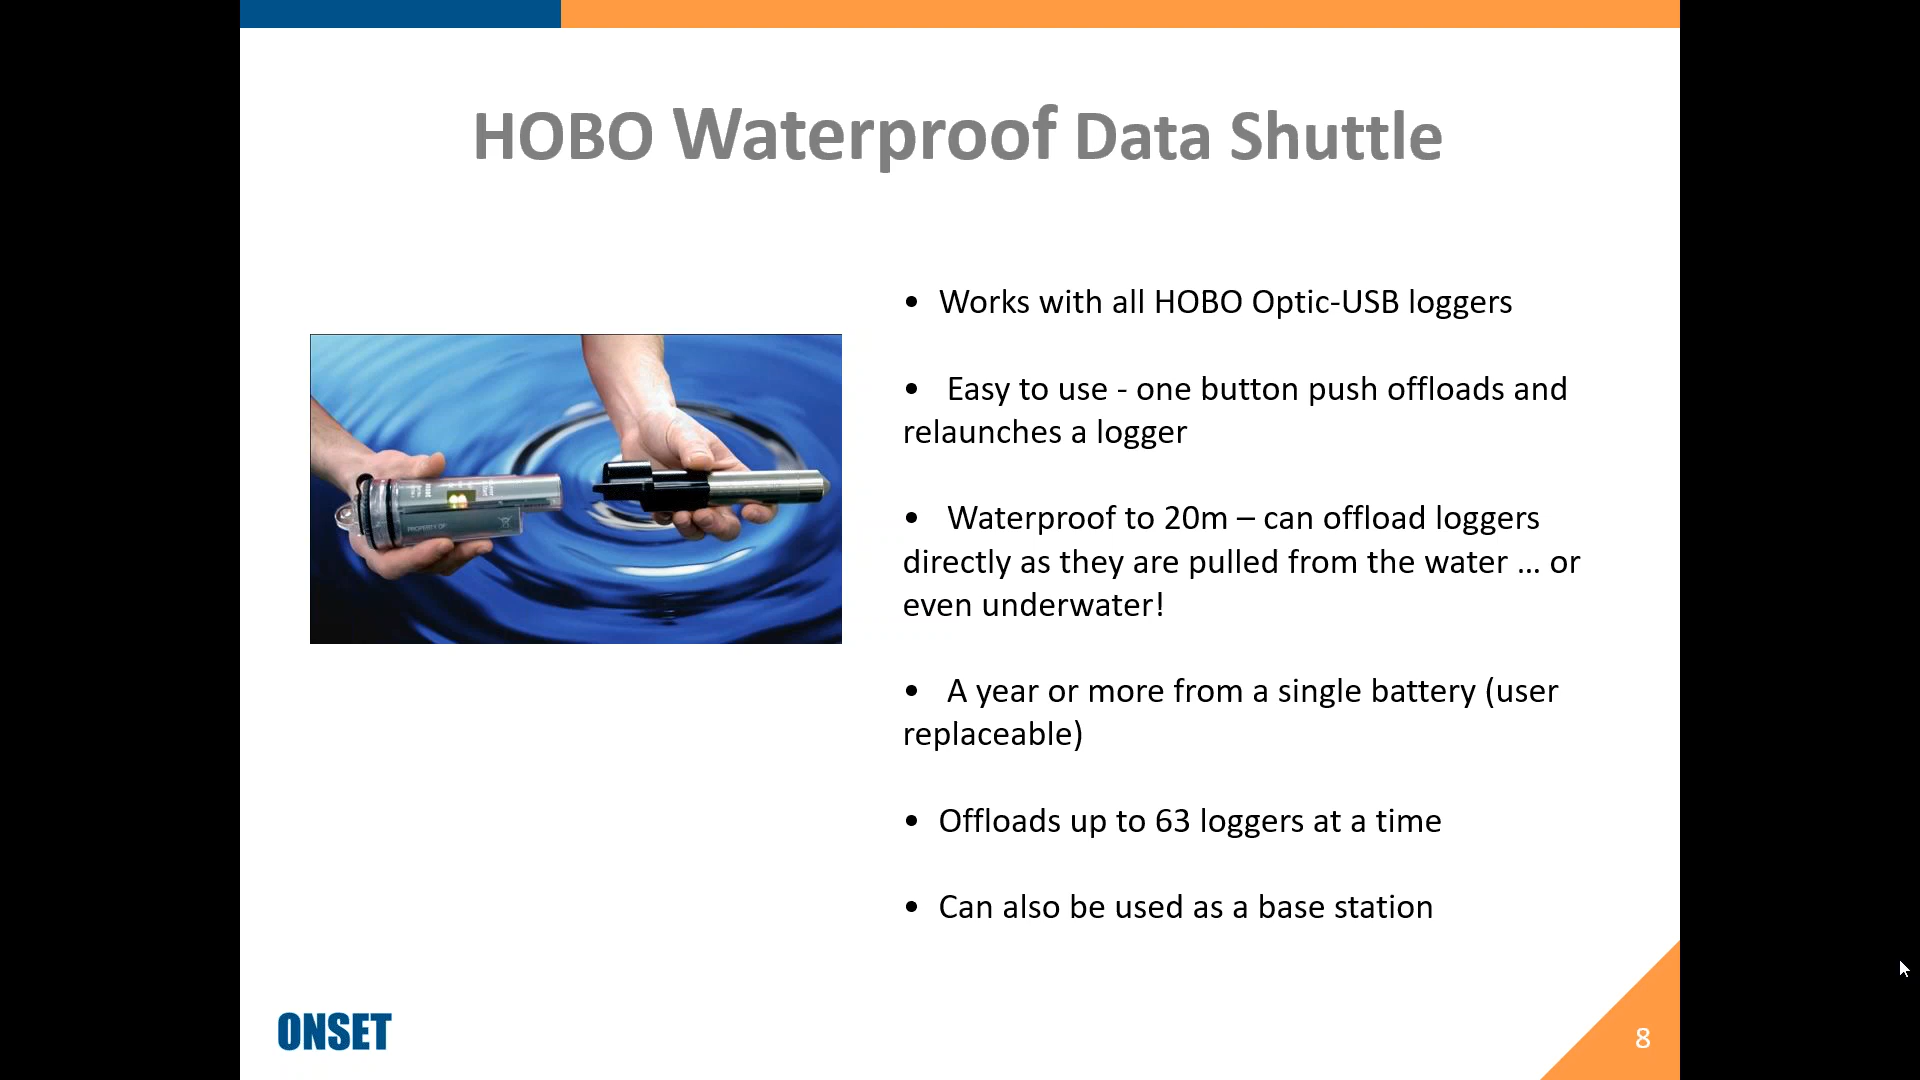 HOBO Waterproof Data Shuttle
• Works with all HOBO Optic-USB loggers
• Easy to use - one button push offloads and
relaunches a logger
• Waterproof to 20m – can offload loggers
directly as they are pulled from the water ... or
even underwater!
• A year or more from a single battery (user
replaceable)
• Offloads up to 63 loggers at a time
• Can also be used as a base station
PROPERTY OF:
ONSET
8